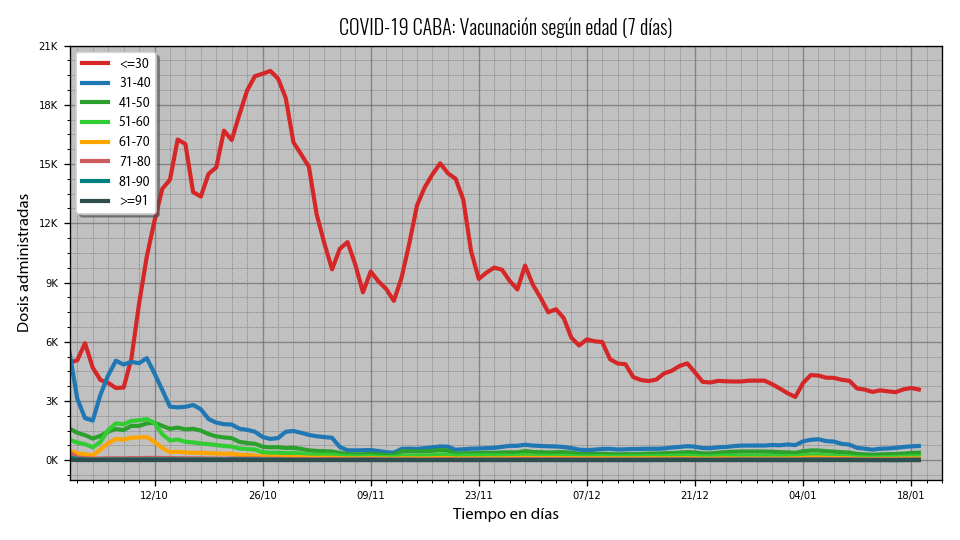 COVID-19 CABA: Vacunación según edad (7 días)
21K
18K
15K
12K
9K
6K
3K
0K
Dosis administradas
<=30
31-40
41-50
51-60
61-70
71-80
81-90
>=91
12/10
26/10
09/11
23/11
07/12
21/12
04/01
18/01
Tiempo en días